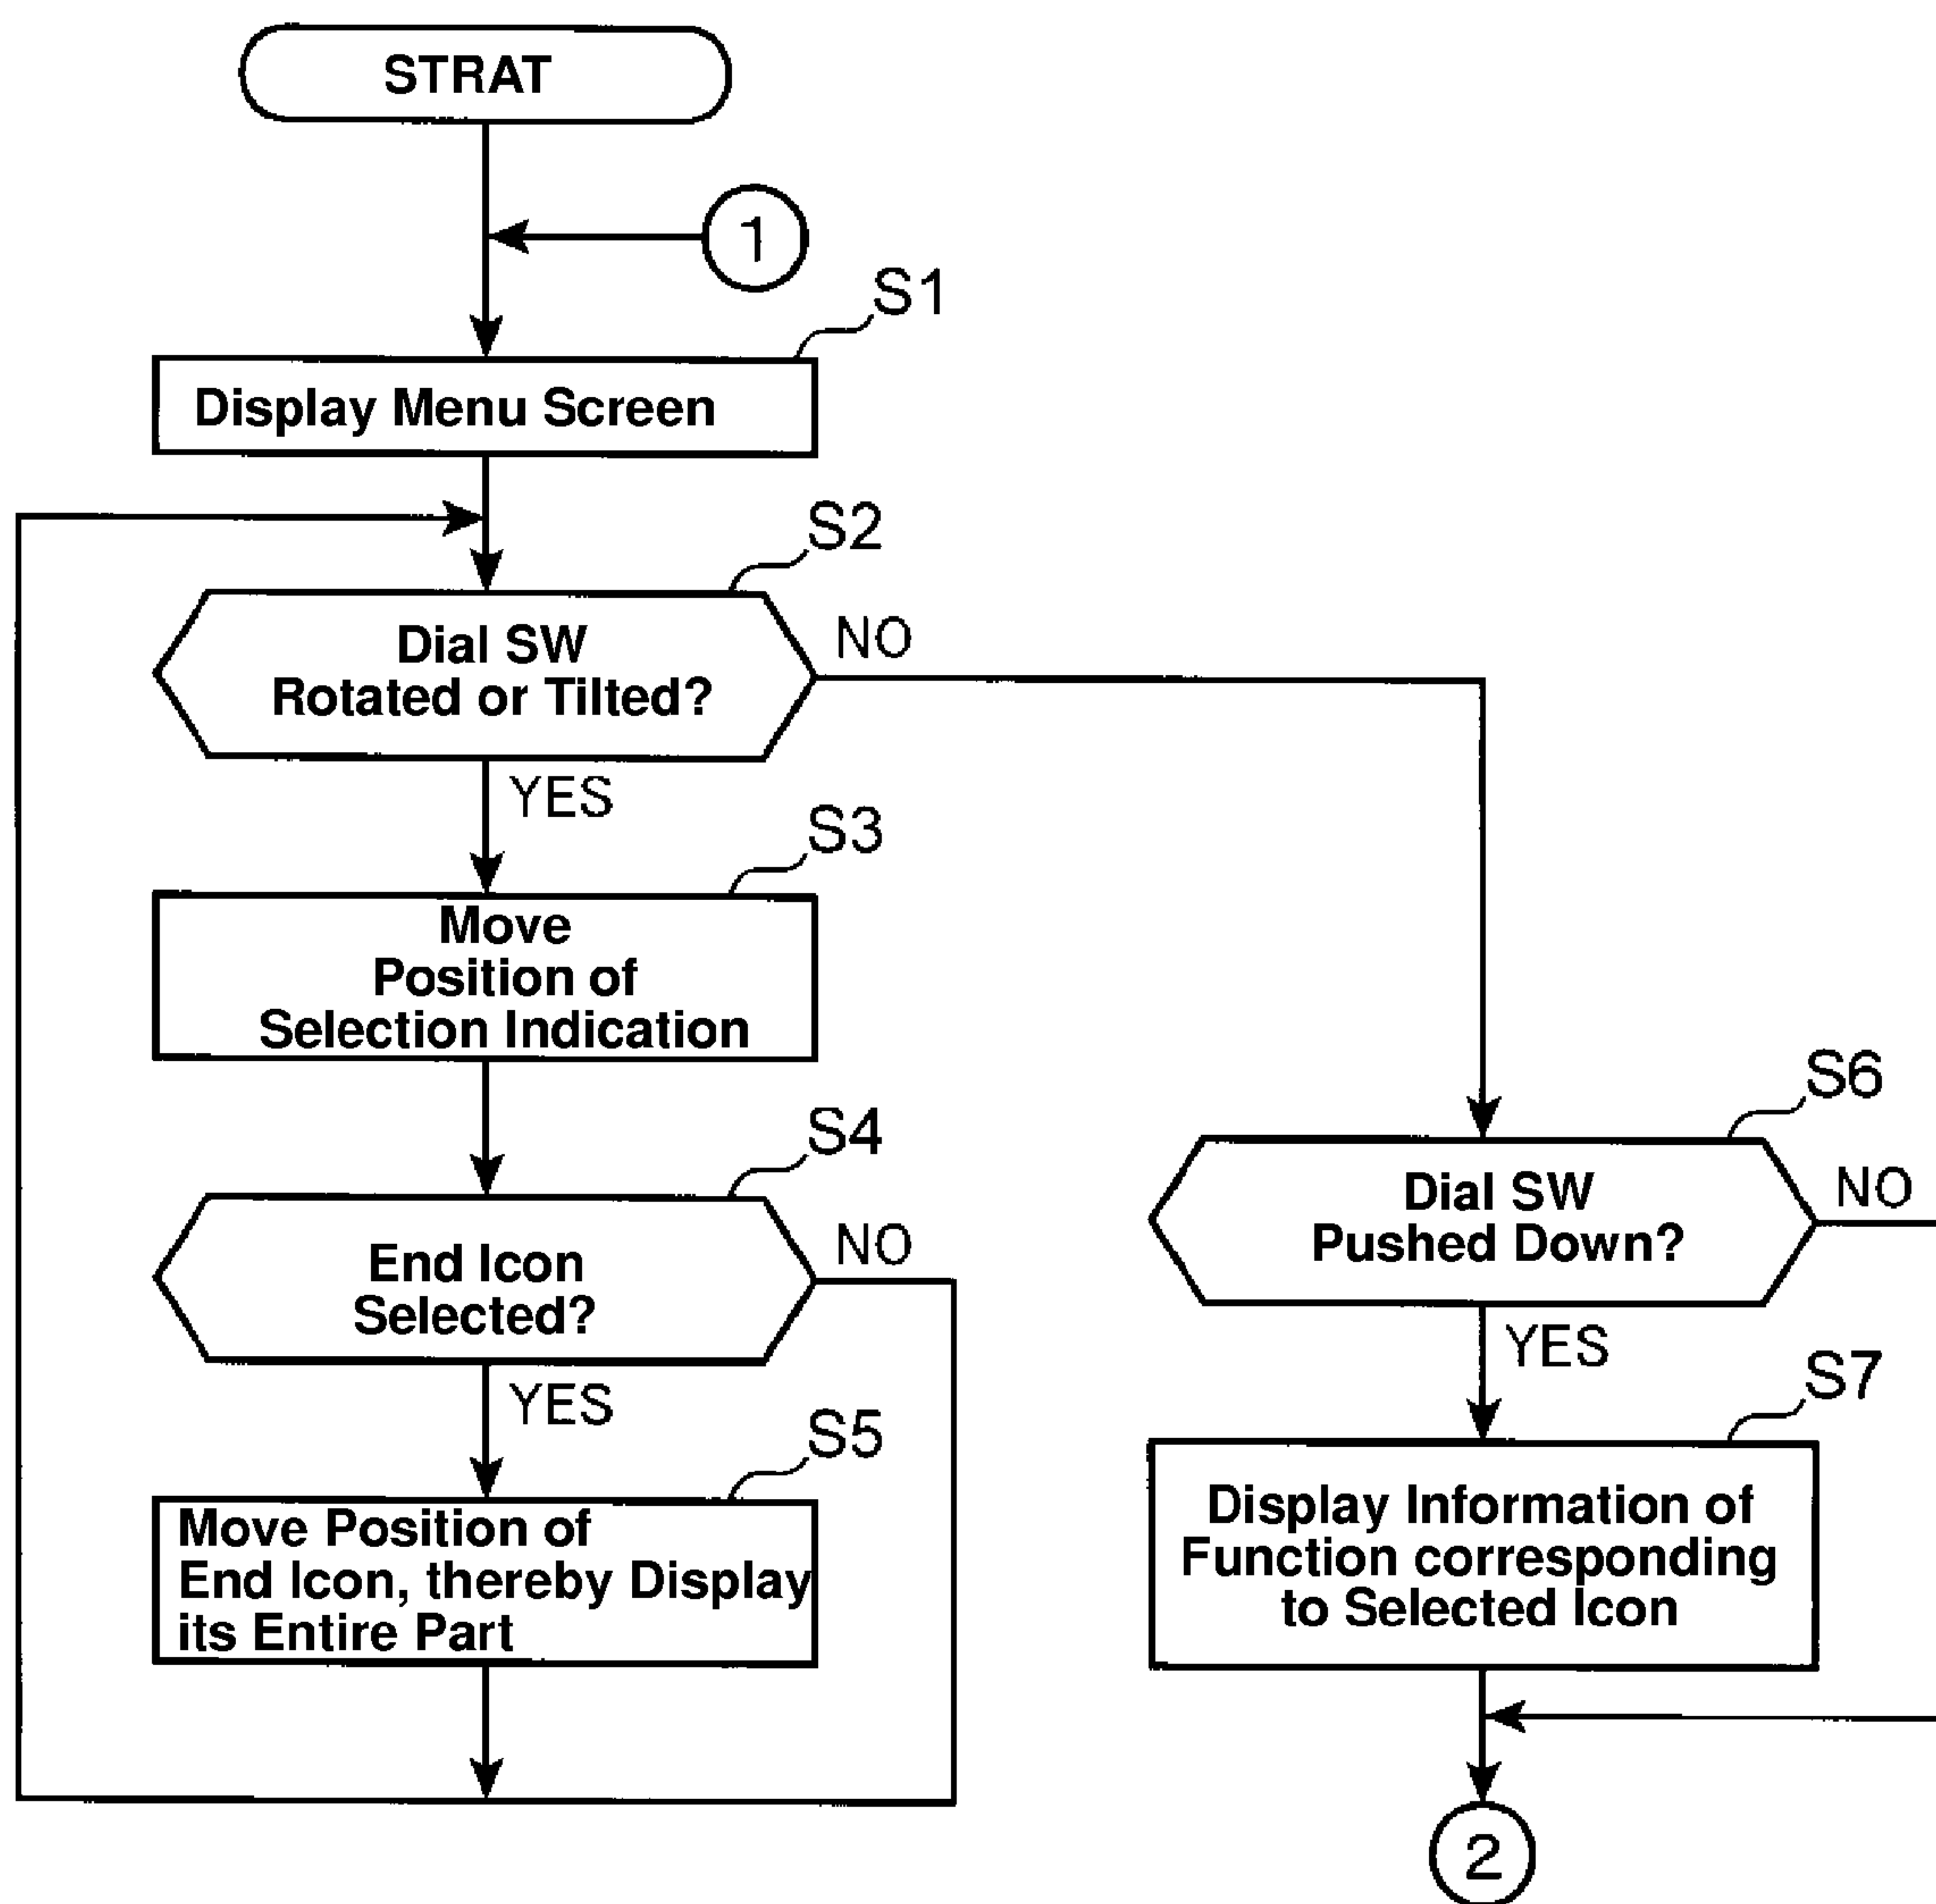 STRAT
1
S1
Display Menu Screen
S2
Dial SW
Rotated or Tilted?
NO
YES
S3
Move
Position of
Selection Indication
S4
End Icon
Selected?
NO
YES
S5
Move Position of
End Icon, thereby Display
its Entire Part
S6
Dial SW
Pushed Down?
NO
YES
S7
Display Information of
Function corresponding
to Selected Icon
2